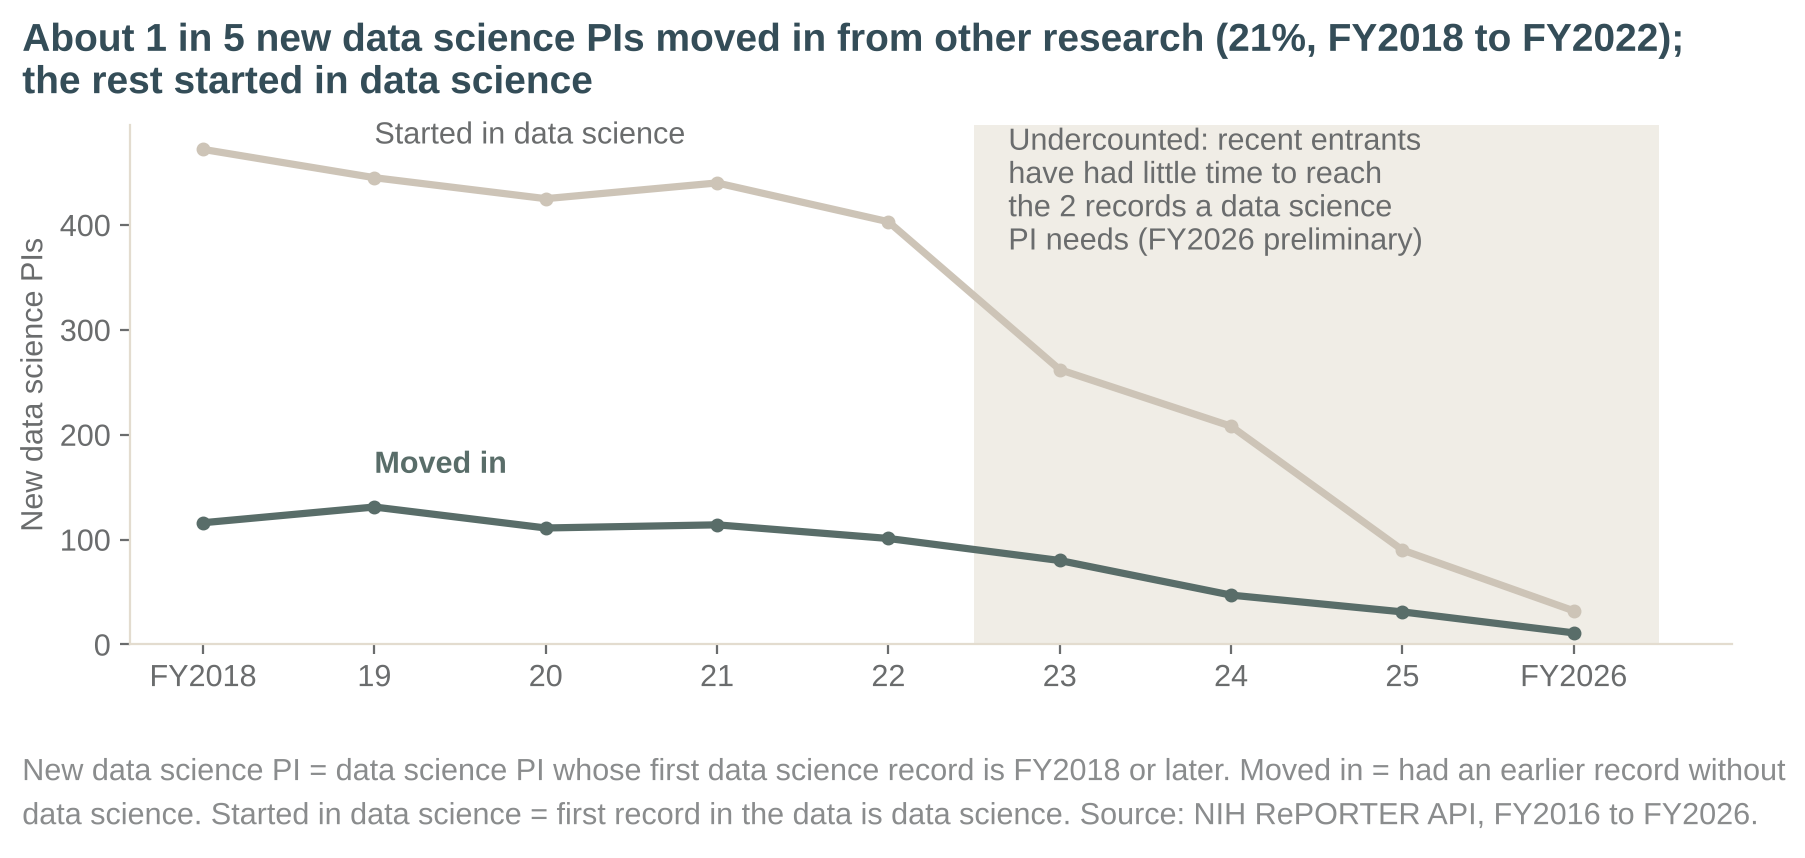 About 1 in 5 new data science PIs moved in from other research (21%, FY2018 to FY2022);
the rest started in data science
Started in data science
Undercounted: recent entrants
have had little time to reach
the 2 records a data science
PI needs (FY2026 preliminary)
Moved in
New data science PIs
400
300
200
100
0
FY2018 19 20 21 22 23 24 25 FY2026
New data science PI = data science PI whose first data science record is FY2018 or later. Moved in = had an earlier record without
data science. Started in data science = first record in the data is data science. Source: NIH RePORTER API, FY2016 to FY2026.